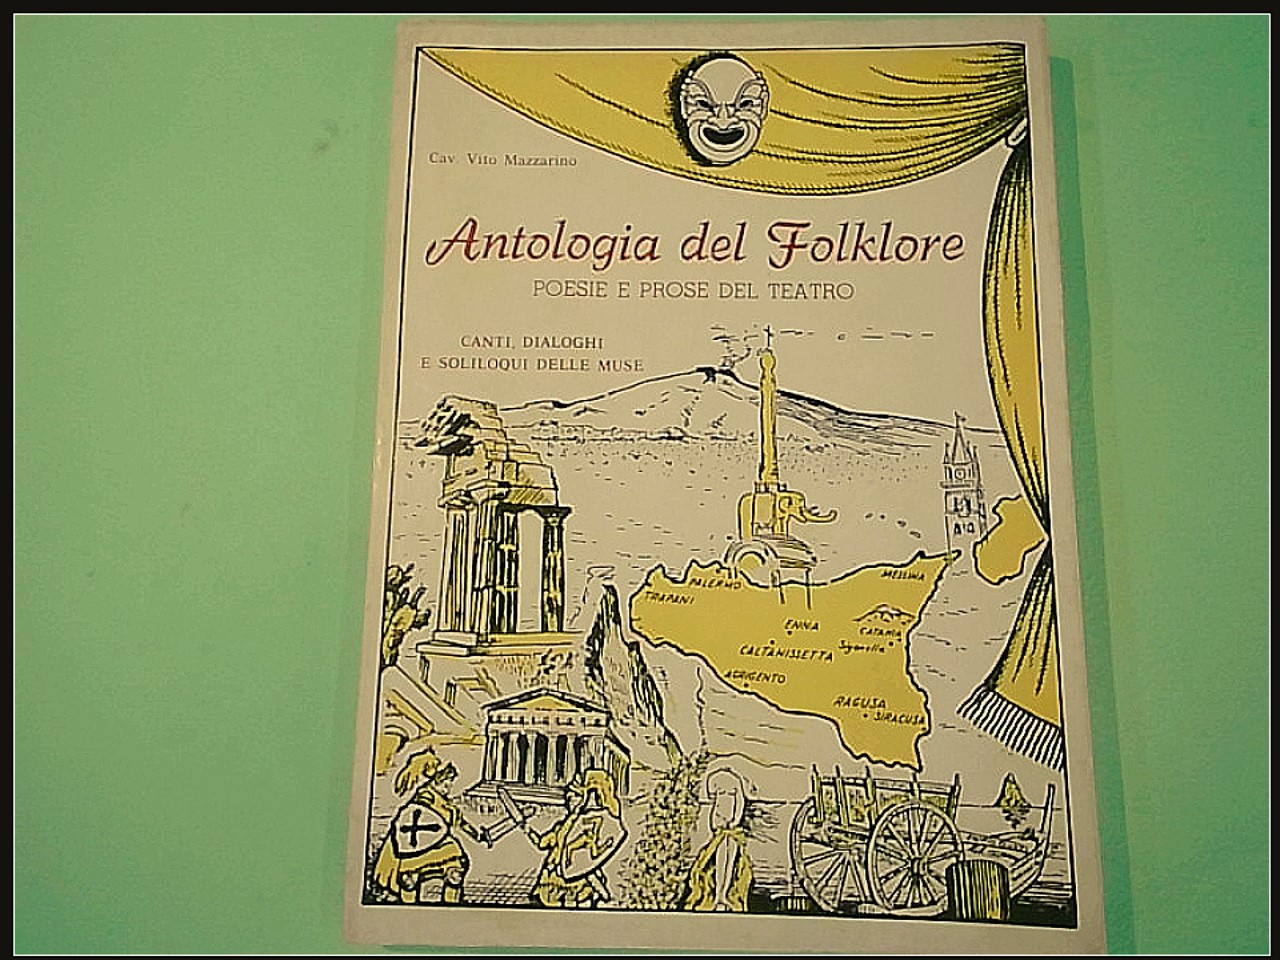 Cav. Vito Mazzarino
Antologia del Folklore
POESIE E PROSE DEL TEATRO
CANTI, DIALOGHI
E SOLILOQUI DELLE MUSE
PALERMO
MESSINA
TRAPANI
ENNA
CATANIA
Sigonella
CALTANISSETTA
AGRIGENTO
RAGUSA
SIRACUSA